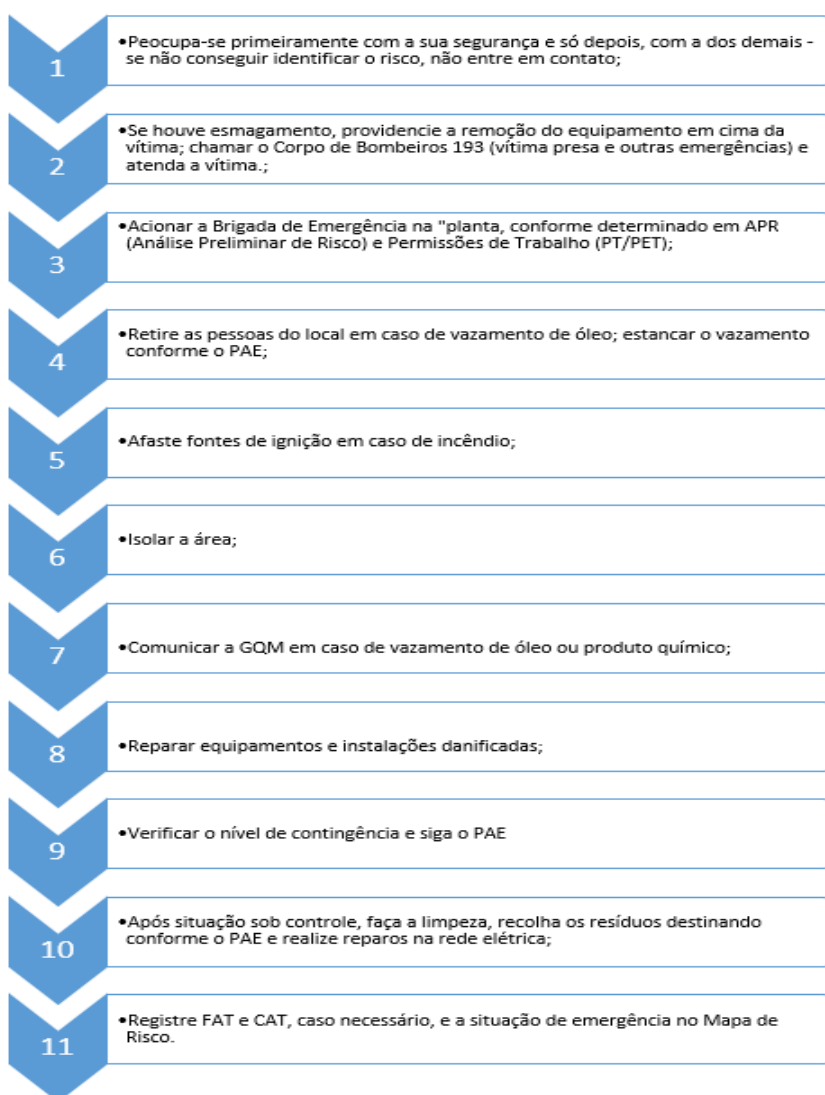 1
•Peocupa-se primeiramente com a sua segurança e só depois, com a dos demais -
se não conseguir identificar o risco, não entre em contato;
2
•Se houve esmagamento, providencie a remoção do equipamento em cima da
vítima; chamar o Corpo de Bombeiros 193 (vítima presa e outras emergências) e
atenda a vítima.;
3
•Acionar a Brigada de Emergência na "planta, conforme determinado em APR
(Análise Preliminar de Risco) e Permissões de Trabalho (PT/PET);
4
•Retire as pessoas do local em caso de vazamento de óleo; estancar o vazamento
conforme o PAE;
5
•Afaste fontes de ignição em caso de incêndio;
6
•Isolar a área;
7
•Comunicar a GQM em caso de vazamento de óleo ou produto químico;
8
•Reparar equipamentos e instalações danificadas;
9
•Verificar o nível de contingência e siga o PAE
10
•Após situação sob controle, faça a limpeza, recolha os resíduos destinando
conforme o PAE e realize reparos na rede elétrica;
11
•Registre FAT e CAT, caso necessário, e a situação de emergência no Mapa de
Risco.